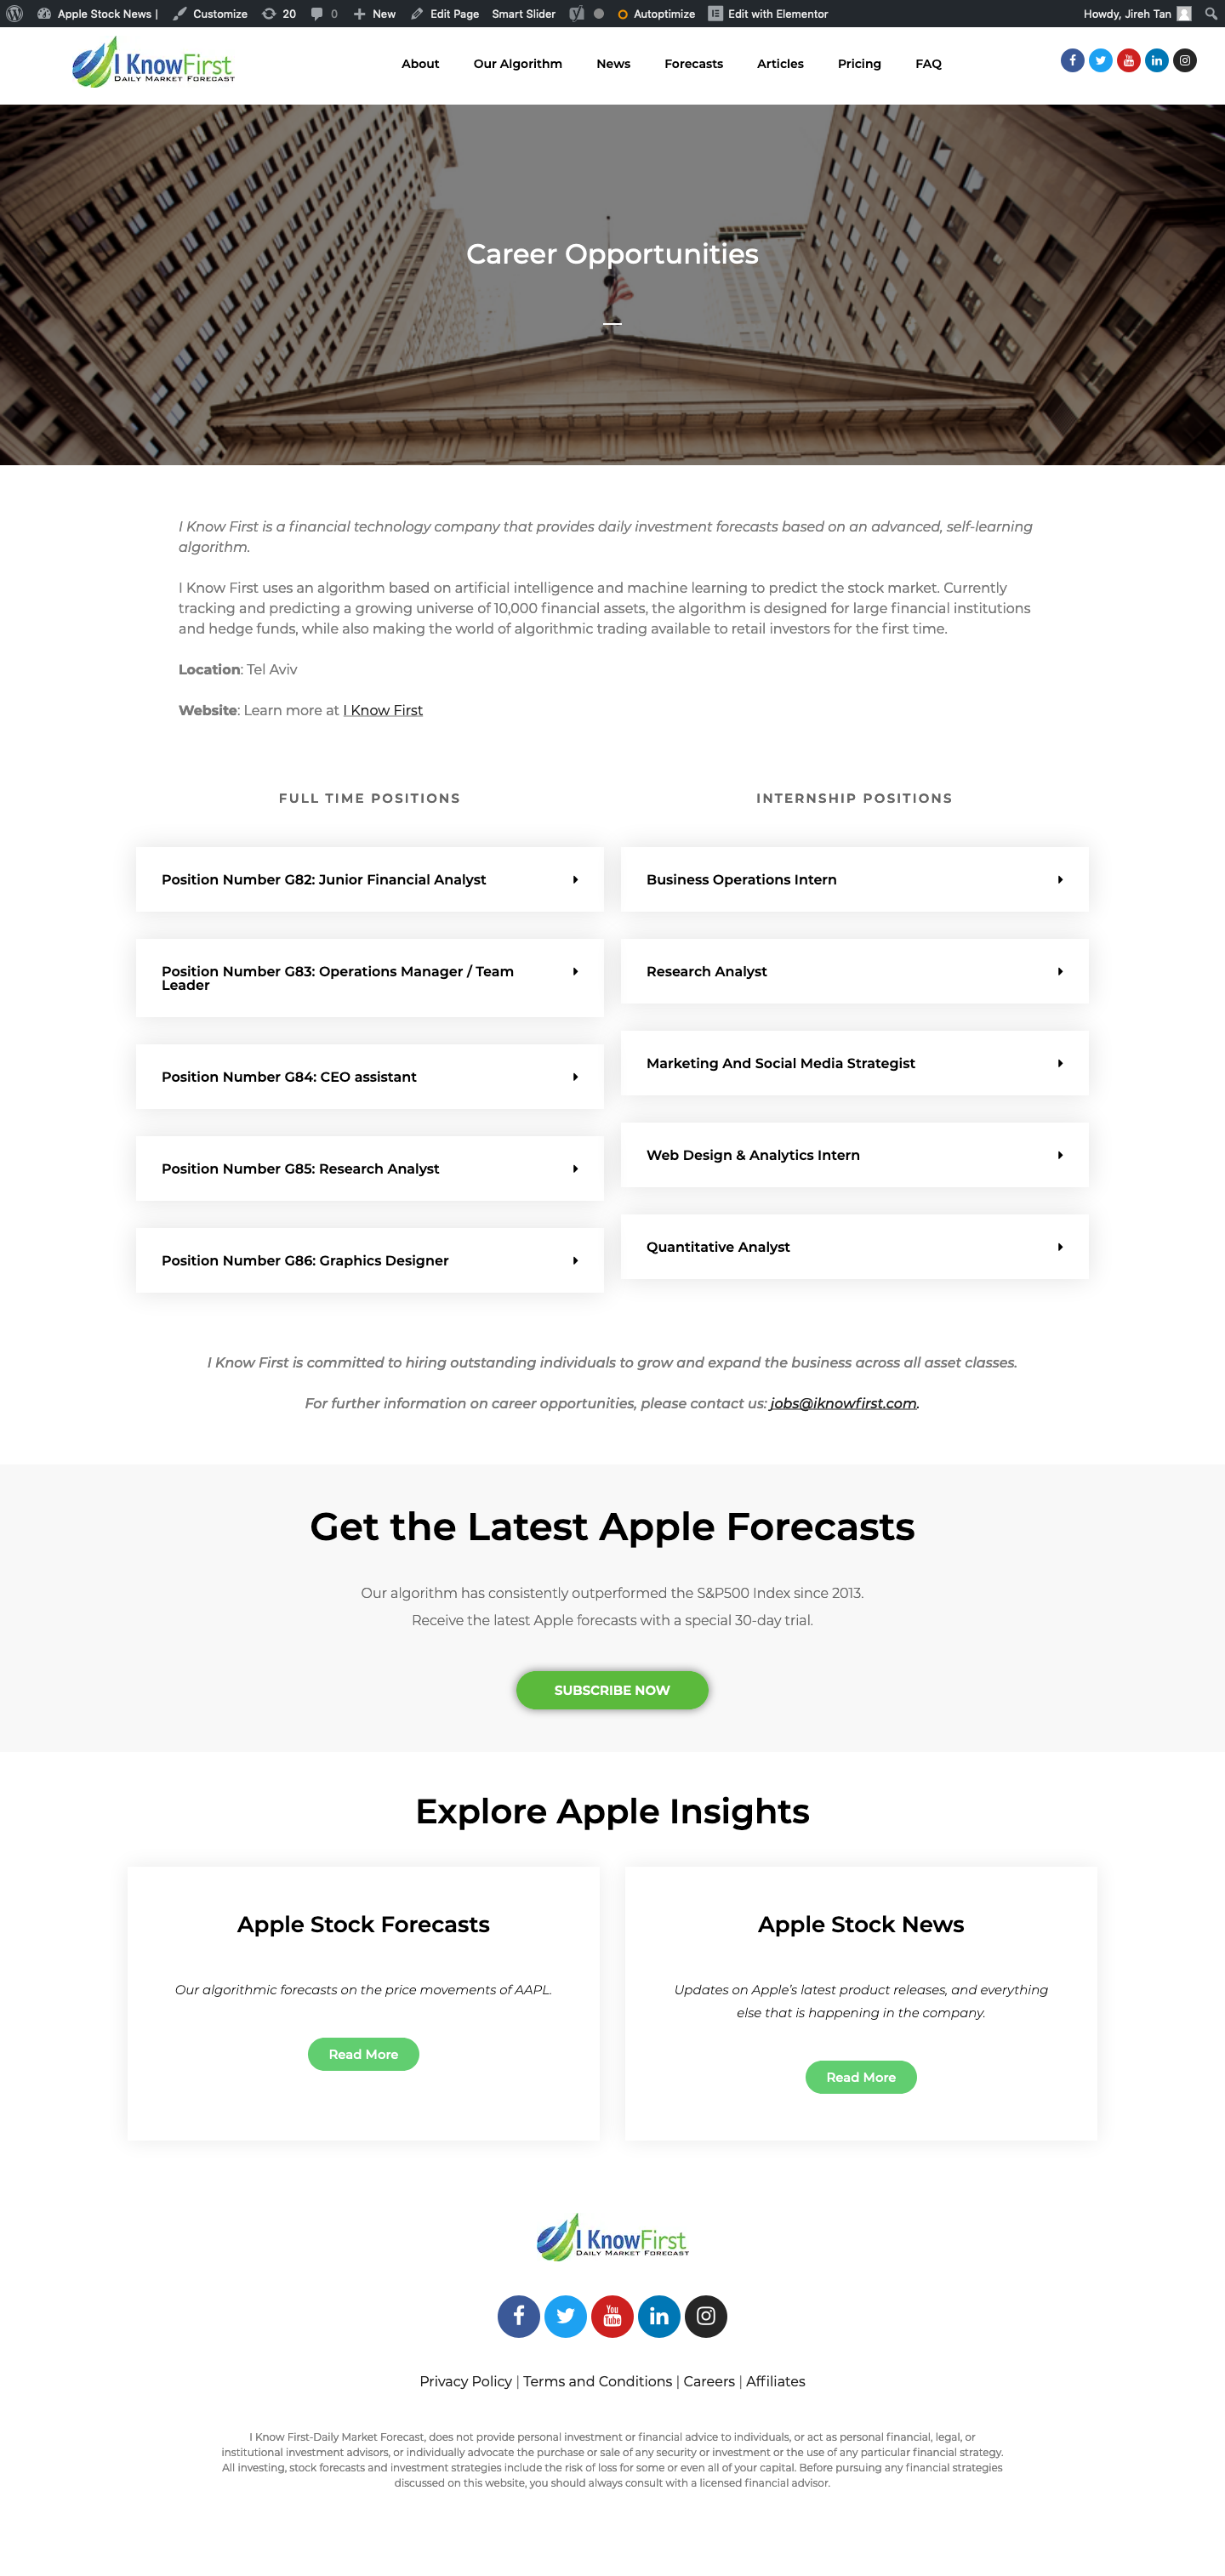 Apple Stock News | Customize 20 0 New Edit Page Smart Slider Autoptimize Edit with Elementor Howdy, Jireh Tan
I KnowFirst
DAILY MARKET FORECAST
About Our Algorithm News Forecasts Articles Pricing FAQ
Career Opportunities
I Know First is a financial technology company that provides daily investment forecasts based on an advanced, self-learning
algorithm.
I Know First uses an algorithm based on artificial intelligence and machine learning to predict the stock market. Currently
tracking and predicting a growing universe of 10,000 financial assets, the algorithm is designed for large financial institutions
and hedge funds, while also making the world of algorithmic trading available to retail investors for the first time.
Location: Tel Aviv
Website: Learn more at I Know First
FULL TIME POSITIONS
Position Number G82: Junior Financial Analyst
Position Number G83: Operations Manager / Team
Leader
Position Number G84: CEO assistant
Position Number G85: Research Analyst
Position Number G86: Graphics Designer
INTERNSHIP POSITIONS
Business Operations Intern
Research Analyst
Marketing And Social Media Strategist
Web Design & Analytics Intern
Quantitative Analyst
I Know First is committed to hiring outstanding individuals to grow and expand the business across all asset classes.
For further information on career opportunities, please contact us: jobs@iknowfirst.com.
Get the Latest Apple Forecasts
Our algorithm has consistently outperformed the S&P500 Index since 2013.
Receive the latest Apple forecasts with a special 30-day trial.
SUBSCRIBE NOW
Explore Apple Insights
Apple Stock Forecasts
Our algorithmic forecasts on the price movements of AAPL.
Read More
Apple Stock News
Updates on Apple's latest product releases, and everything
else that is happening in the company.
Read More
I KnowFirst
DAILY MARKET FORECAST
You
Tube
Privacy Policy | Terms and Conditions | Careers | Affiliates
I Know First-Daily Market Forecast, does not provide personal investment or financial advice to individuals, or act as personal financial, legal, or
institutional investment advisors, or individually advocate the purchase or sale of any security or investment or the use of any particular financial strategy.
All investing, stock forecasts and investment strategies include the risk of loss for some or even all of your capital. Before pursuing any financial strategies
discussed on this website, you should always consult with a licensed financial advisor.